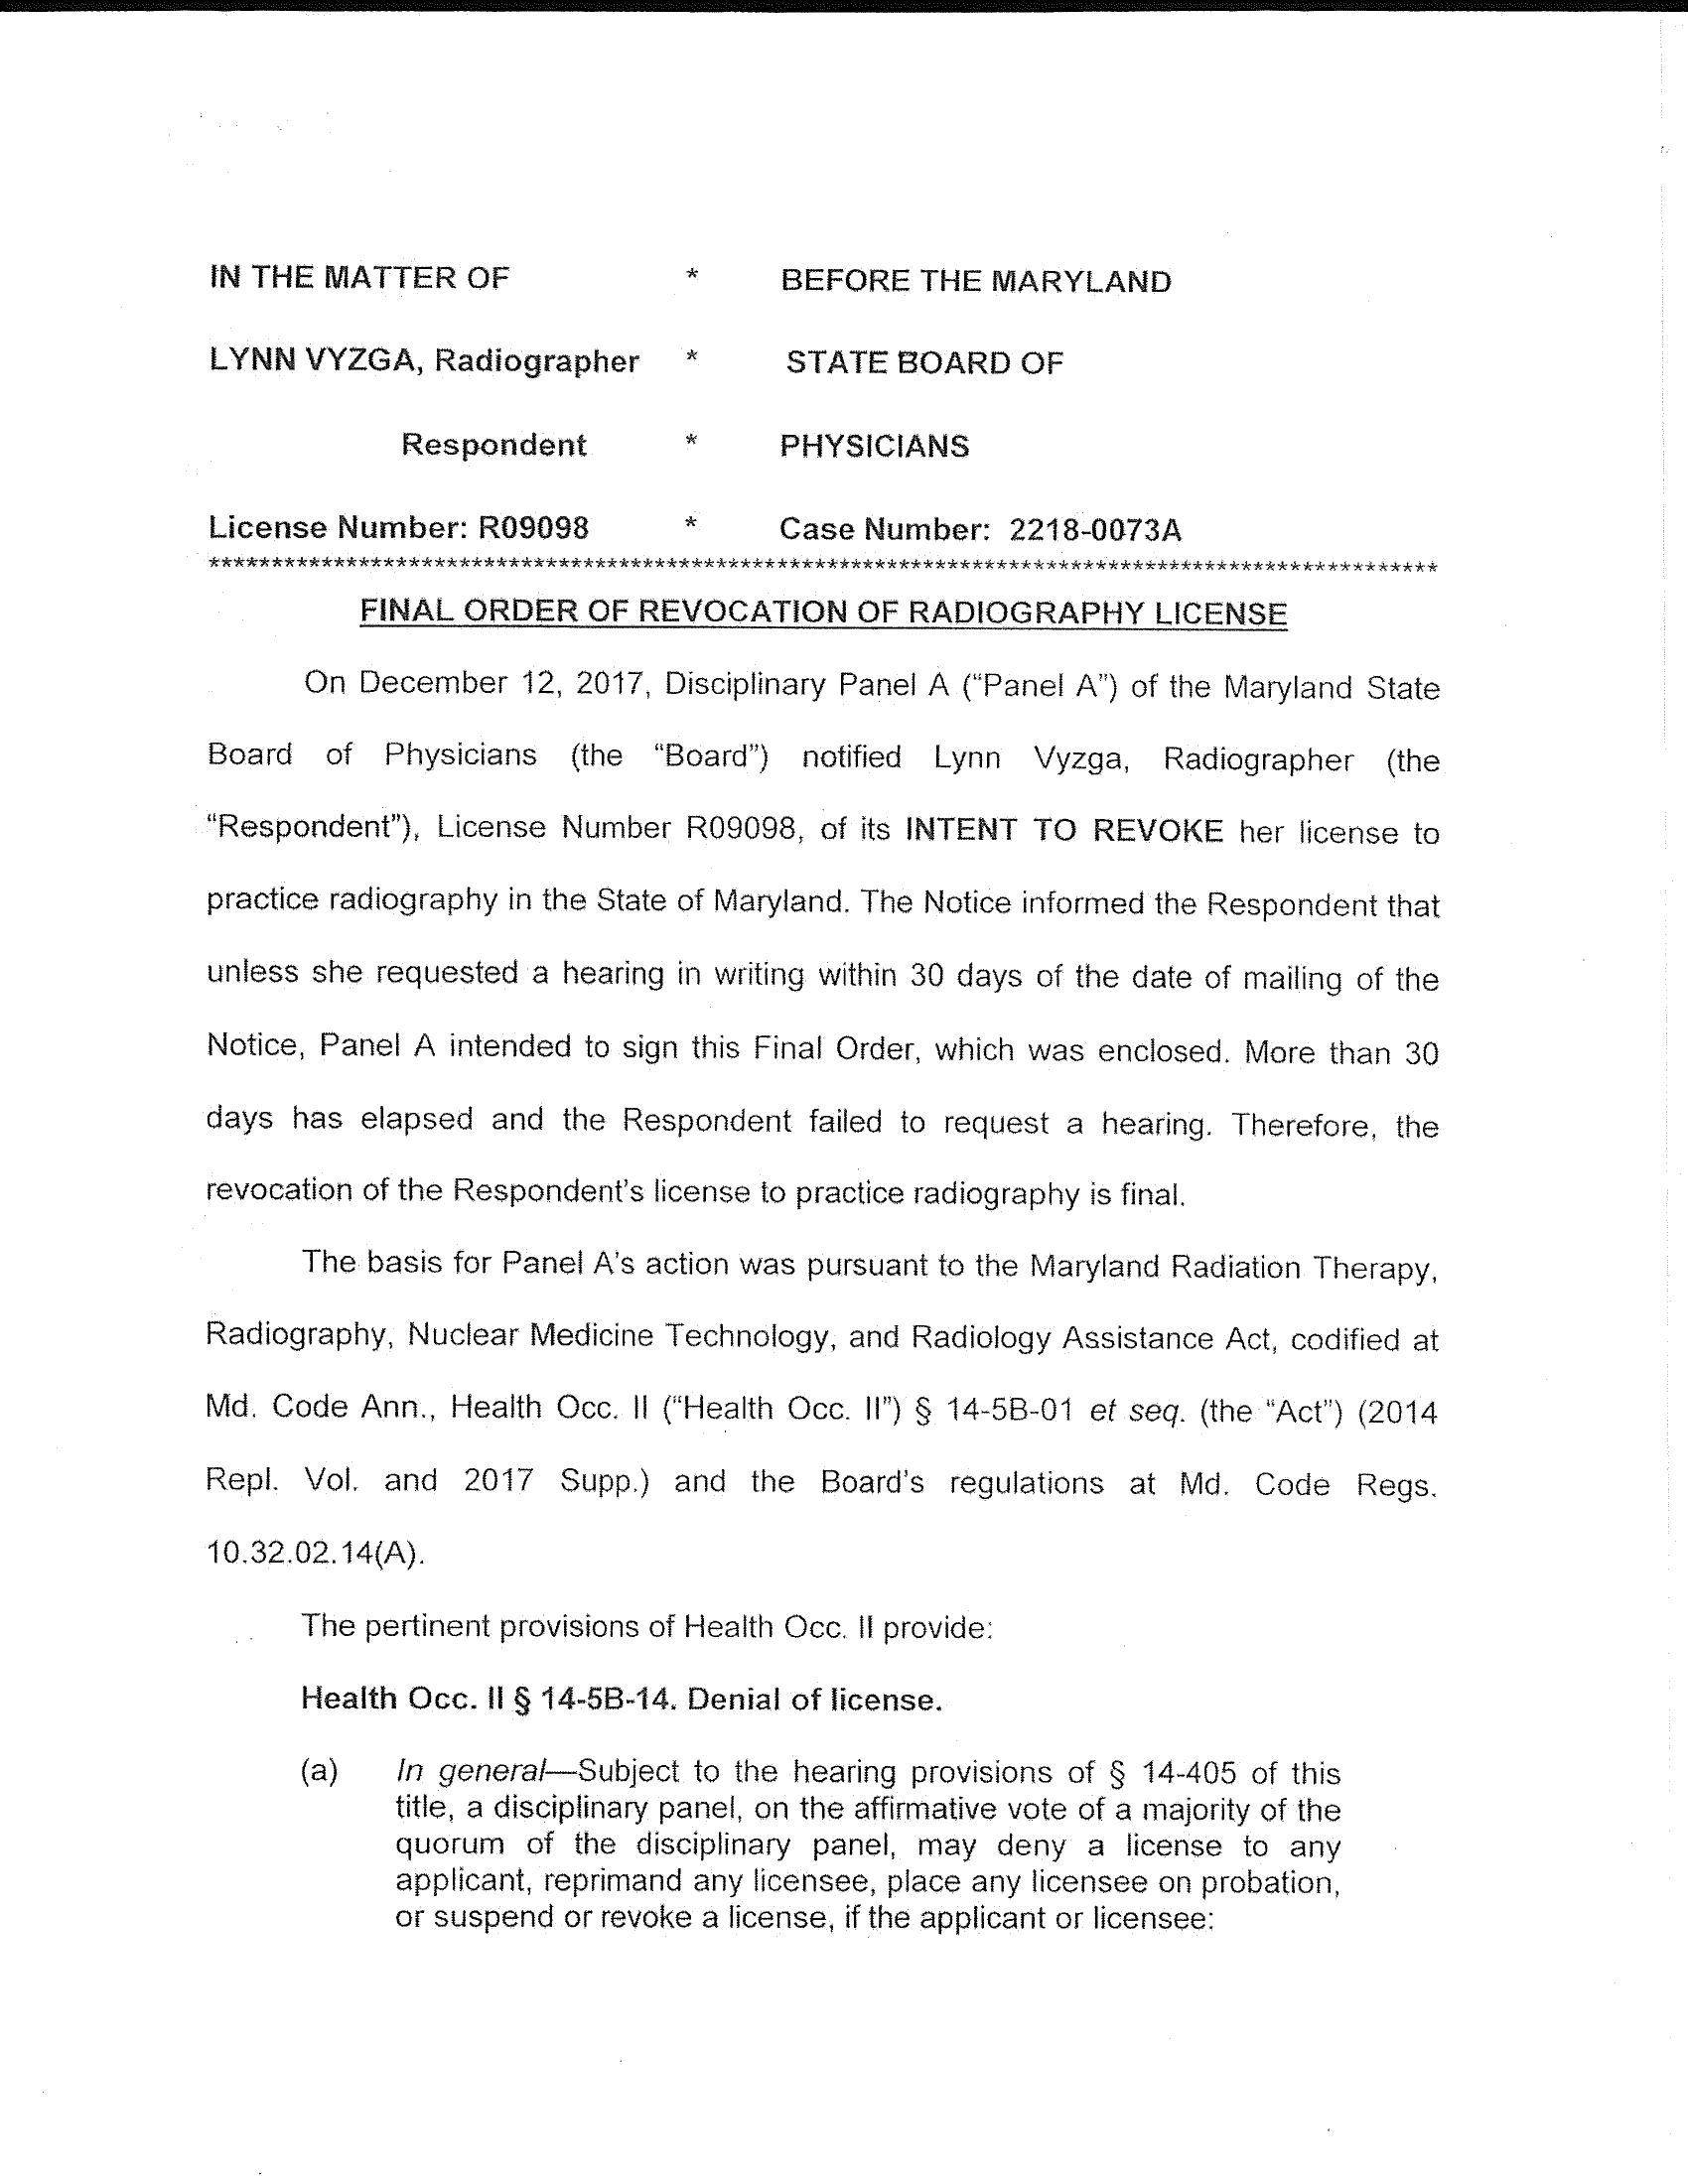 IN THE MATTER OF * BEFORE THE MARYLAND
LYNN VYZGA, Radiographer * STATE BOARD OF
Respondent * PHYSICIANS
License Number: R09098 * Case Number: 2218-0073A
****************************************************************************************************
FINAL ORDER OF REVOCATION OF RADIOGRAPHY LICENSE
On December 12, 2017, Disciplinary Panel A (“Panel A”) of the Maryland State
Board of Physicians (the “Board”) notified Lynn Vyzga, Radiographer (the
“Respondent”), License Number R09098, of its INTENT TO REVOKE her license to
practice radiography in the State of Maryland. The Notice informed the Respondent that
unless she requested a hearing in writing within 30 days of the date of mailing of the
Notice, Panel A intended to sign this Final Order, which was enclosed. More than 30
days has elapsed and the Respondent failed to request a hearing. Therefore, the
revocation of the Respondent’s license to practice radiography is final.
The basis for Panel A’s action was pursuant to the Maryland Radiation Therapy,
Radiography, Nuclear Medicine Technology, and Radiology Assistance Act, codified at
Md. Code Ann., Health Occ. II (“Health Occ. II”) § 14-5B-01 et seq. (the “Act”) (2014
Repl. Vol. and 2017 Supp.) and the Board’s regulations at Md. Code Regs.
10.32.02.14(A).
The pertinent provisions of Health Occ. II provide:
Health Occ. II § 14-5B-14. Denial of license.
(a) In general—Subject to the hearing provisions of § 14-405 of this
title, a disciplinary panel, on the affirmative vote of a majority of the
quorum of the disciplinary panel, may deny a license to any
applicant, reprimand any licensee, place any licensee on probation,
or suspend or revoke a license, if the applicant or licensee: